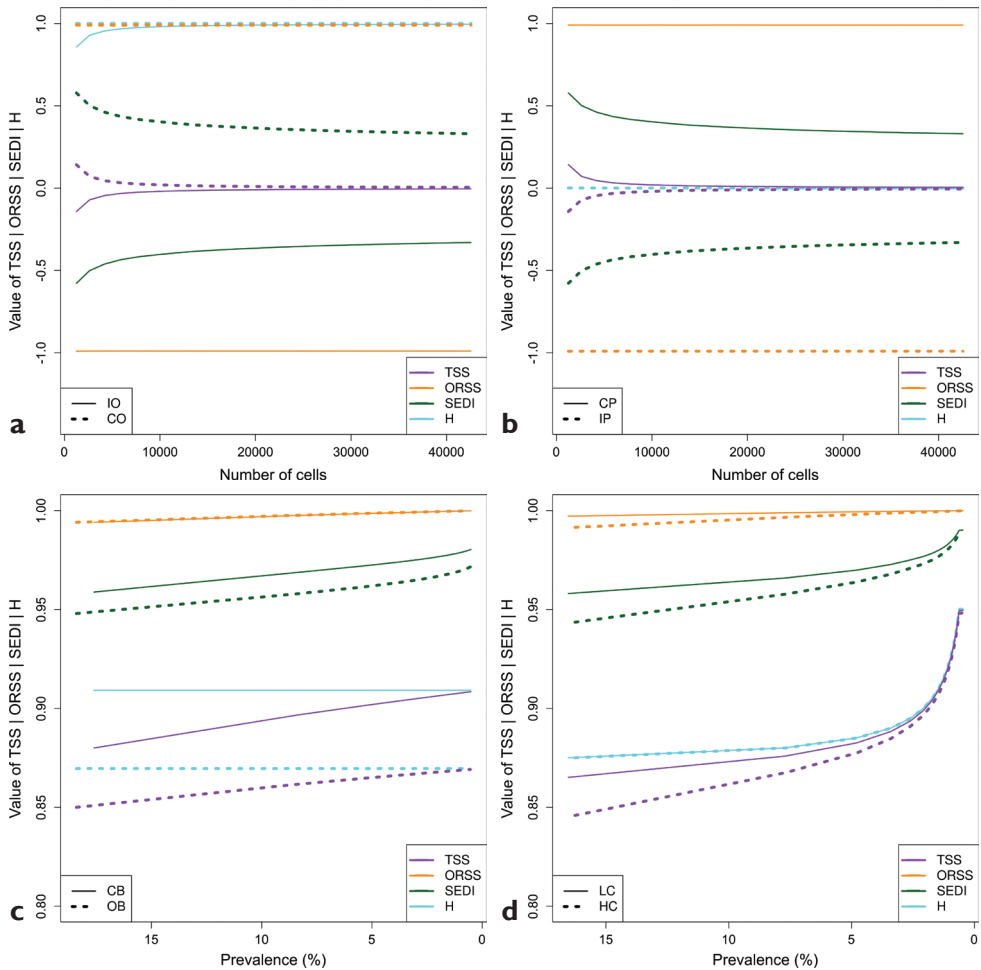 Value of TSS | ORSS | SEDI | H
1.0
0.5
0.0
-0.5
-1.0
IO
CO
TSS
ORSS
SEDI
H
a
0 10000 20000 30000 40000
Number of cells
Value of TSS | ORSS | SEDI | H
1.0
0.5
0.0
-0.5
-1.0
CP
IP
TSS
ORSS
SEDI
H
b
0 10000 20000 30000 40000
Number of cells
Value of TSS | ORSS | SEDI | H
1.00
0.95
0.90
0.85
0.80
CB
OB
TSS
ORSS
SEDI
H
c
15 10 5 0
Prevalence (%)
Value of TSS | ORSS | SEDI | H
1.00
0.95
0.90
0.85
0.80
LC
HC
TSS
ORSS
SEDI
H
d
15 10 5 0
Prevalence (%)